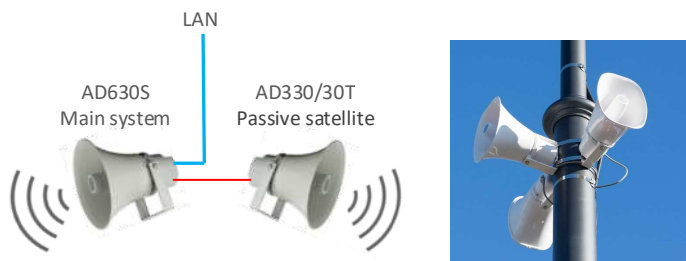 LAN
AD630S
Main system
AD330/30T
Passive satellite